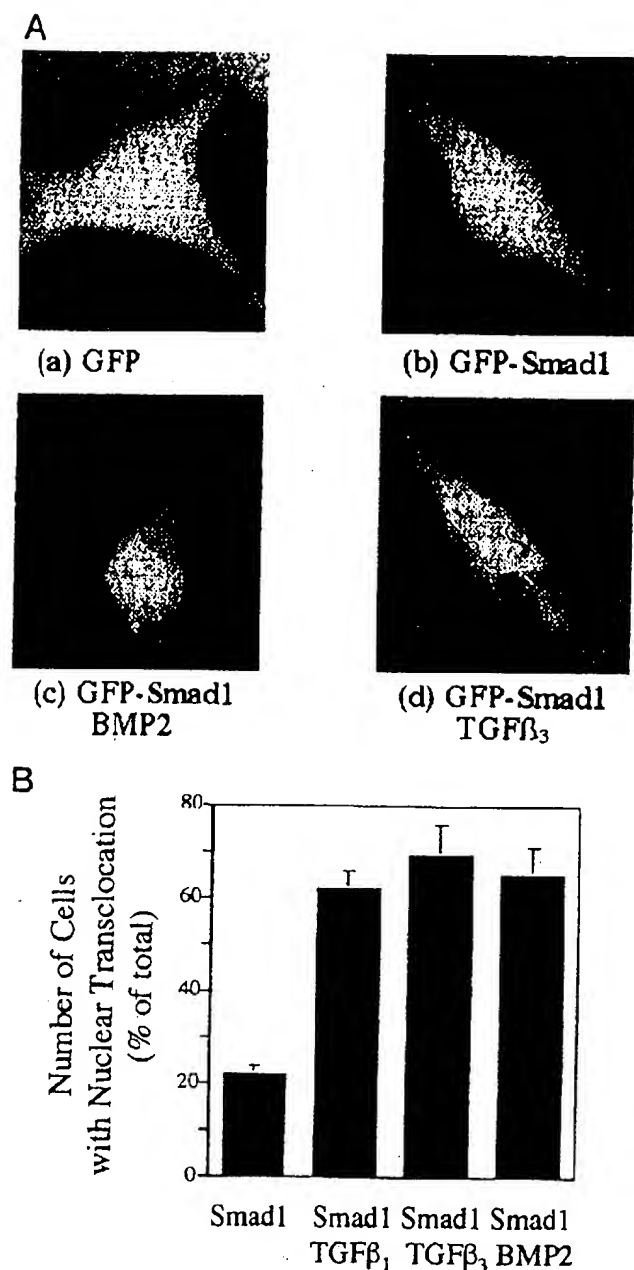 A
(a) GFP
(b) GFP-Smad1
(c) GFP-Smad1
BMP2
(d) GFP-Smad1
TGFß₃
B
Number of Cells
with Nuclear Translocation
(% of total)
80
60
40
20
0
Smad1 Smad1 Smad1 Smad1
TGFβ₁ TGFβ₃ BMP2